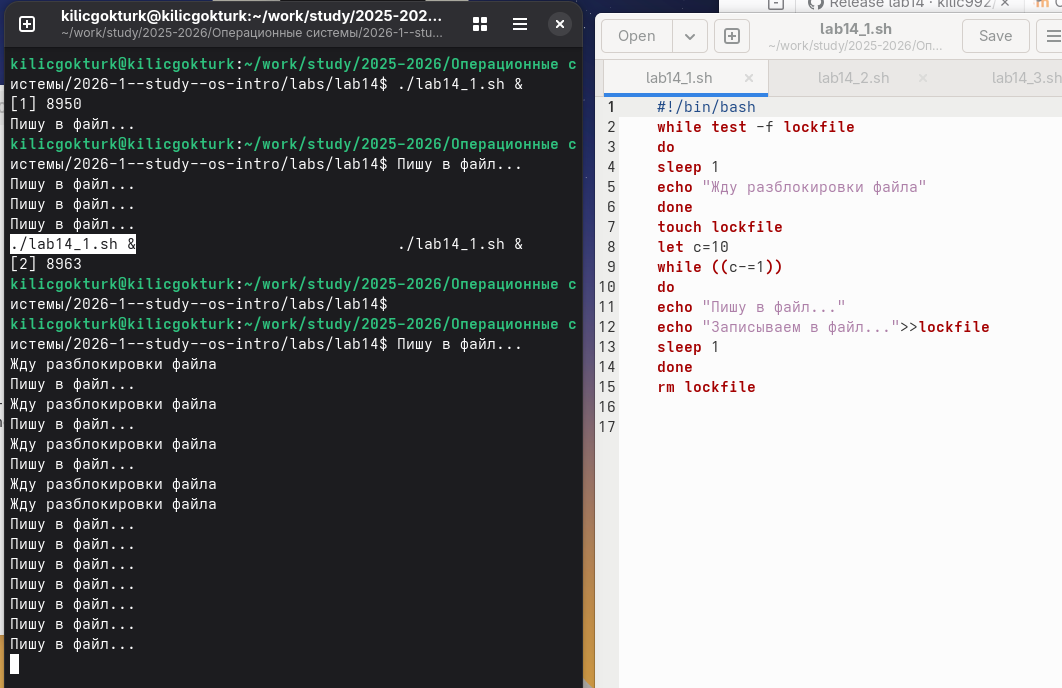 kilicgokturk@kilicgokturk:~/work/study/2025-202...
~/work/study/2025-2026/Операционные системы/2026-1--stu...
kilicgokturk@kilicgokturk:~/work/study/2025-2026/Операционные с
истемы/2026-1--study--os-intro/labs/lab14$ ./lab14_1.sh &
[1] 8950
Пишу в файл...
kilicgokturk@kilicgokturk:~/work/study/2025-2026/Операционные с
истемы/2026-1--study--os-intro/labs/lab14$ Пишу в файл...
Пишу в файл...
Пишу в файл...
Пишу в файл...
./lab14_1.sh & ./lab14_1.sh &
[2] 8963
kilicgokturk@kilicgokturk:~/work/study/2025-2026/Операционные с
истемы/2026-1--study--os-intro/labs/lab14$
kilicgokturk@kilicgokturk:~/work/study/2025-2026/Операционные с
истемы/2026-1--study--os-intro/labs/lab14$ Пишу в файл...
Жду разблокировки файла
Пишу в файл...
Жду разблокировки файла
Пишу в файл...
Жду разблокировки файла
Пишу в файл...
Жду разблокировки файла
Жду разблокировки файла
Пишу в файл...
Пишу в файл...
Пишу в файл...
Пишу в файл...
Пишу в файл...
Пишу в файл...
Пишу в файл...
Release lab14 · kilic992/
Open
lab14_1.sh
~/work/study/2025-2026/Оп...
Save
lab14_1.sh
lab14_2.sh
lab14_3.sh
1 #!/bin/bash
2 while test -f lockfile
3 do
4 sleep 1
5 echo "Жду разблокировки файла"
6 done
7 touch lockfile
8 let c=10
9 while ((c-=1))
10 do
11 echo "Пишу в файл..."
12 echo "Записываем в файл...">>lockfile
13 sleep 1
14 done
15 rm lockfile
16
17